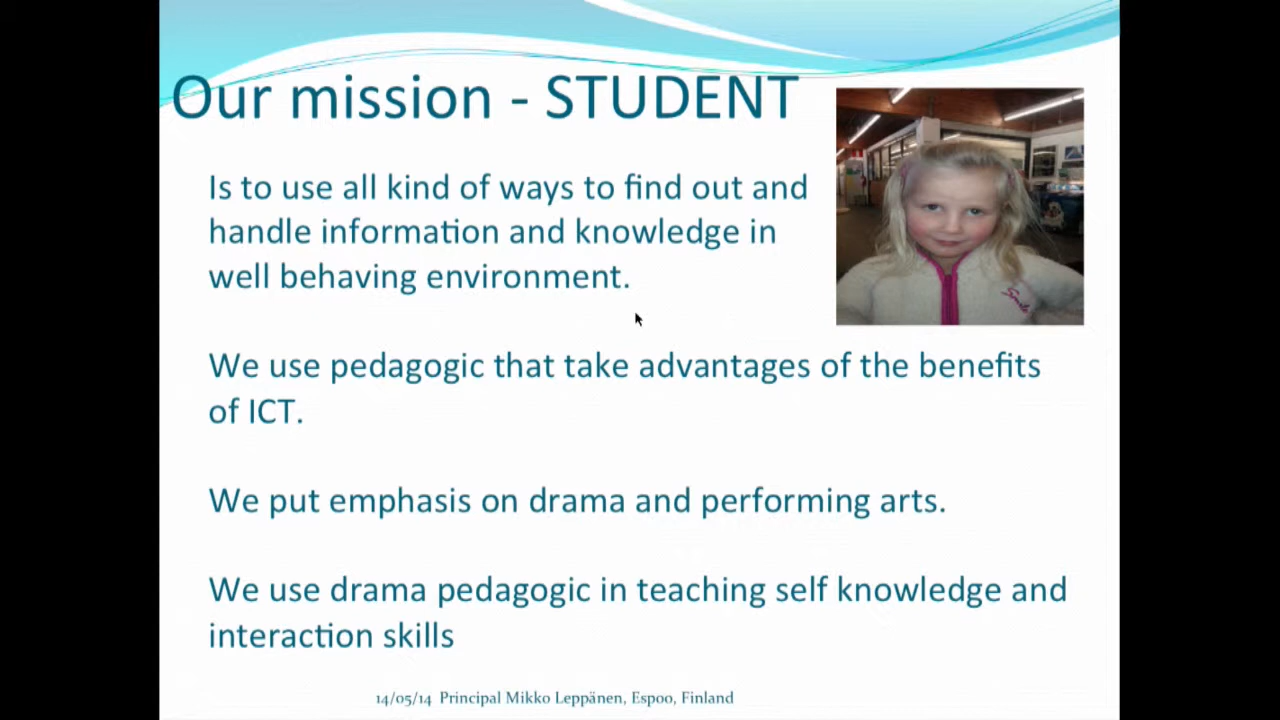 Our mission - STUDENT
Is to use all kind of ways to find out and
handle information and knowledge in
well behaving environment.
We use pedagogic that take advantages of the benefits
of ICT.
We put emphasis on drama and performing arts.
We use drama pedagogic in teaching self knowledge and
interaction skills
14/05/14 Principal Mikko Leppänen, Espoo, Finland